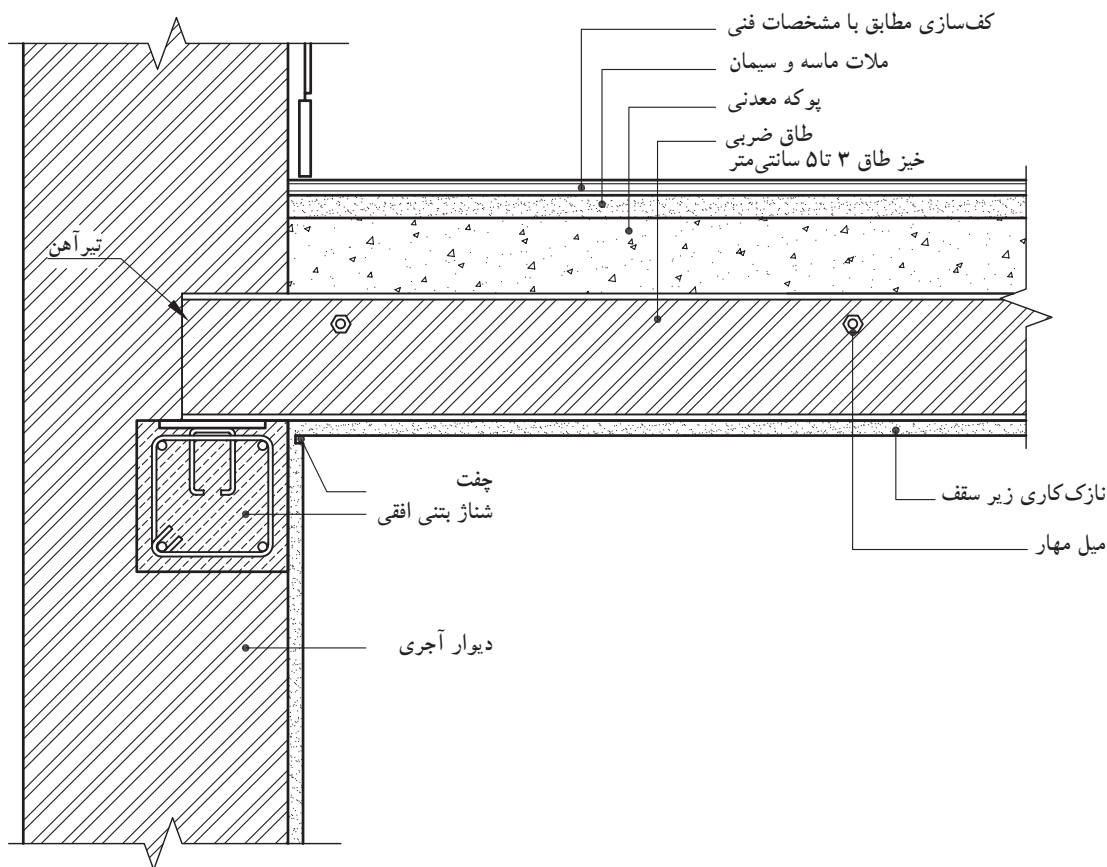 کف‌سازی مطابق با مشخصات فنی
ملات ماسه و سیمان
پوکه معدنی
طاق ضربی
خیز طاق ۳ تا۵ سانتی‌متر
تیرآهن
چفت
شناژ بتنی افقی
نازک‌کاری زیر سقف
میل مهار
دیوار آجری